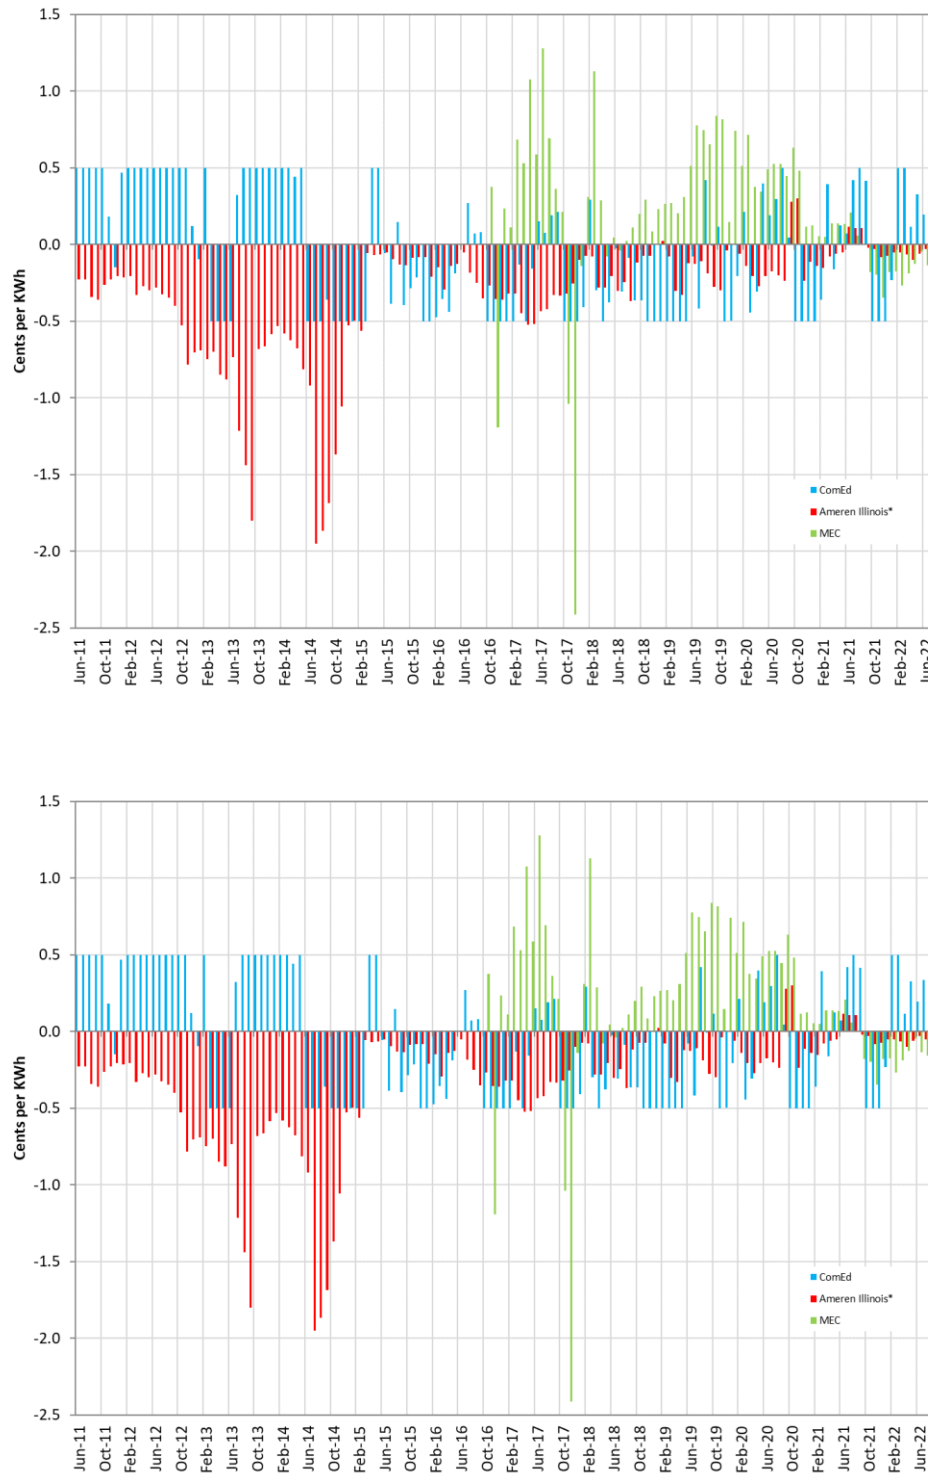 1.5
1.0
0.5
0.0
-0.5
-1.0
-1.5
-2.0
-2.5
Cents per KWh
ComEd
Ameren Illinois*
MEC
Jun-11
Oct-11
Feb-12
Jun-12
Oct-12
Feb-13
Jun-13
Oct-13
Feb-14
Jun-14
Oct-14
Feb-15
Jun-15
Oct-15
Feb-16
Jun-16
Oct-16
Feb-17
Jun-17
Oct-17
Feb-18
Jun-18
Oct-18
Feb-19
Jun-19
Oct-19
Feb-20
Jun-20
Oct-20
Feb-21
Jun-21
Oct-21
Feb-22
Jun-22
1.5
1.0
0.5
0.0
-0.5
-1.0
-1.5
-2.0
-2.5
Cents per KWh
ComEd
Ameren Illinois*
MEC
Jun-11
Oct-11
Feb-12
Jun-12
Oct-12
Feb-13
Jun-13
Oct-13
Feb-14
Jun-14
Oct-14
Feb-15
Jun-15
Oct-15
Feb-16
Jun-16
Oct-16
Feb-17
Jun-17
Oct-17
Feb-18
Jun-18
Oct-18
Feb-19
Jun-19
Oct-19
Feb-20
Jun-20
Oct-20
Feb-21
Jun-21
Oct-21
Feb-22
Jun-22